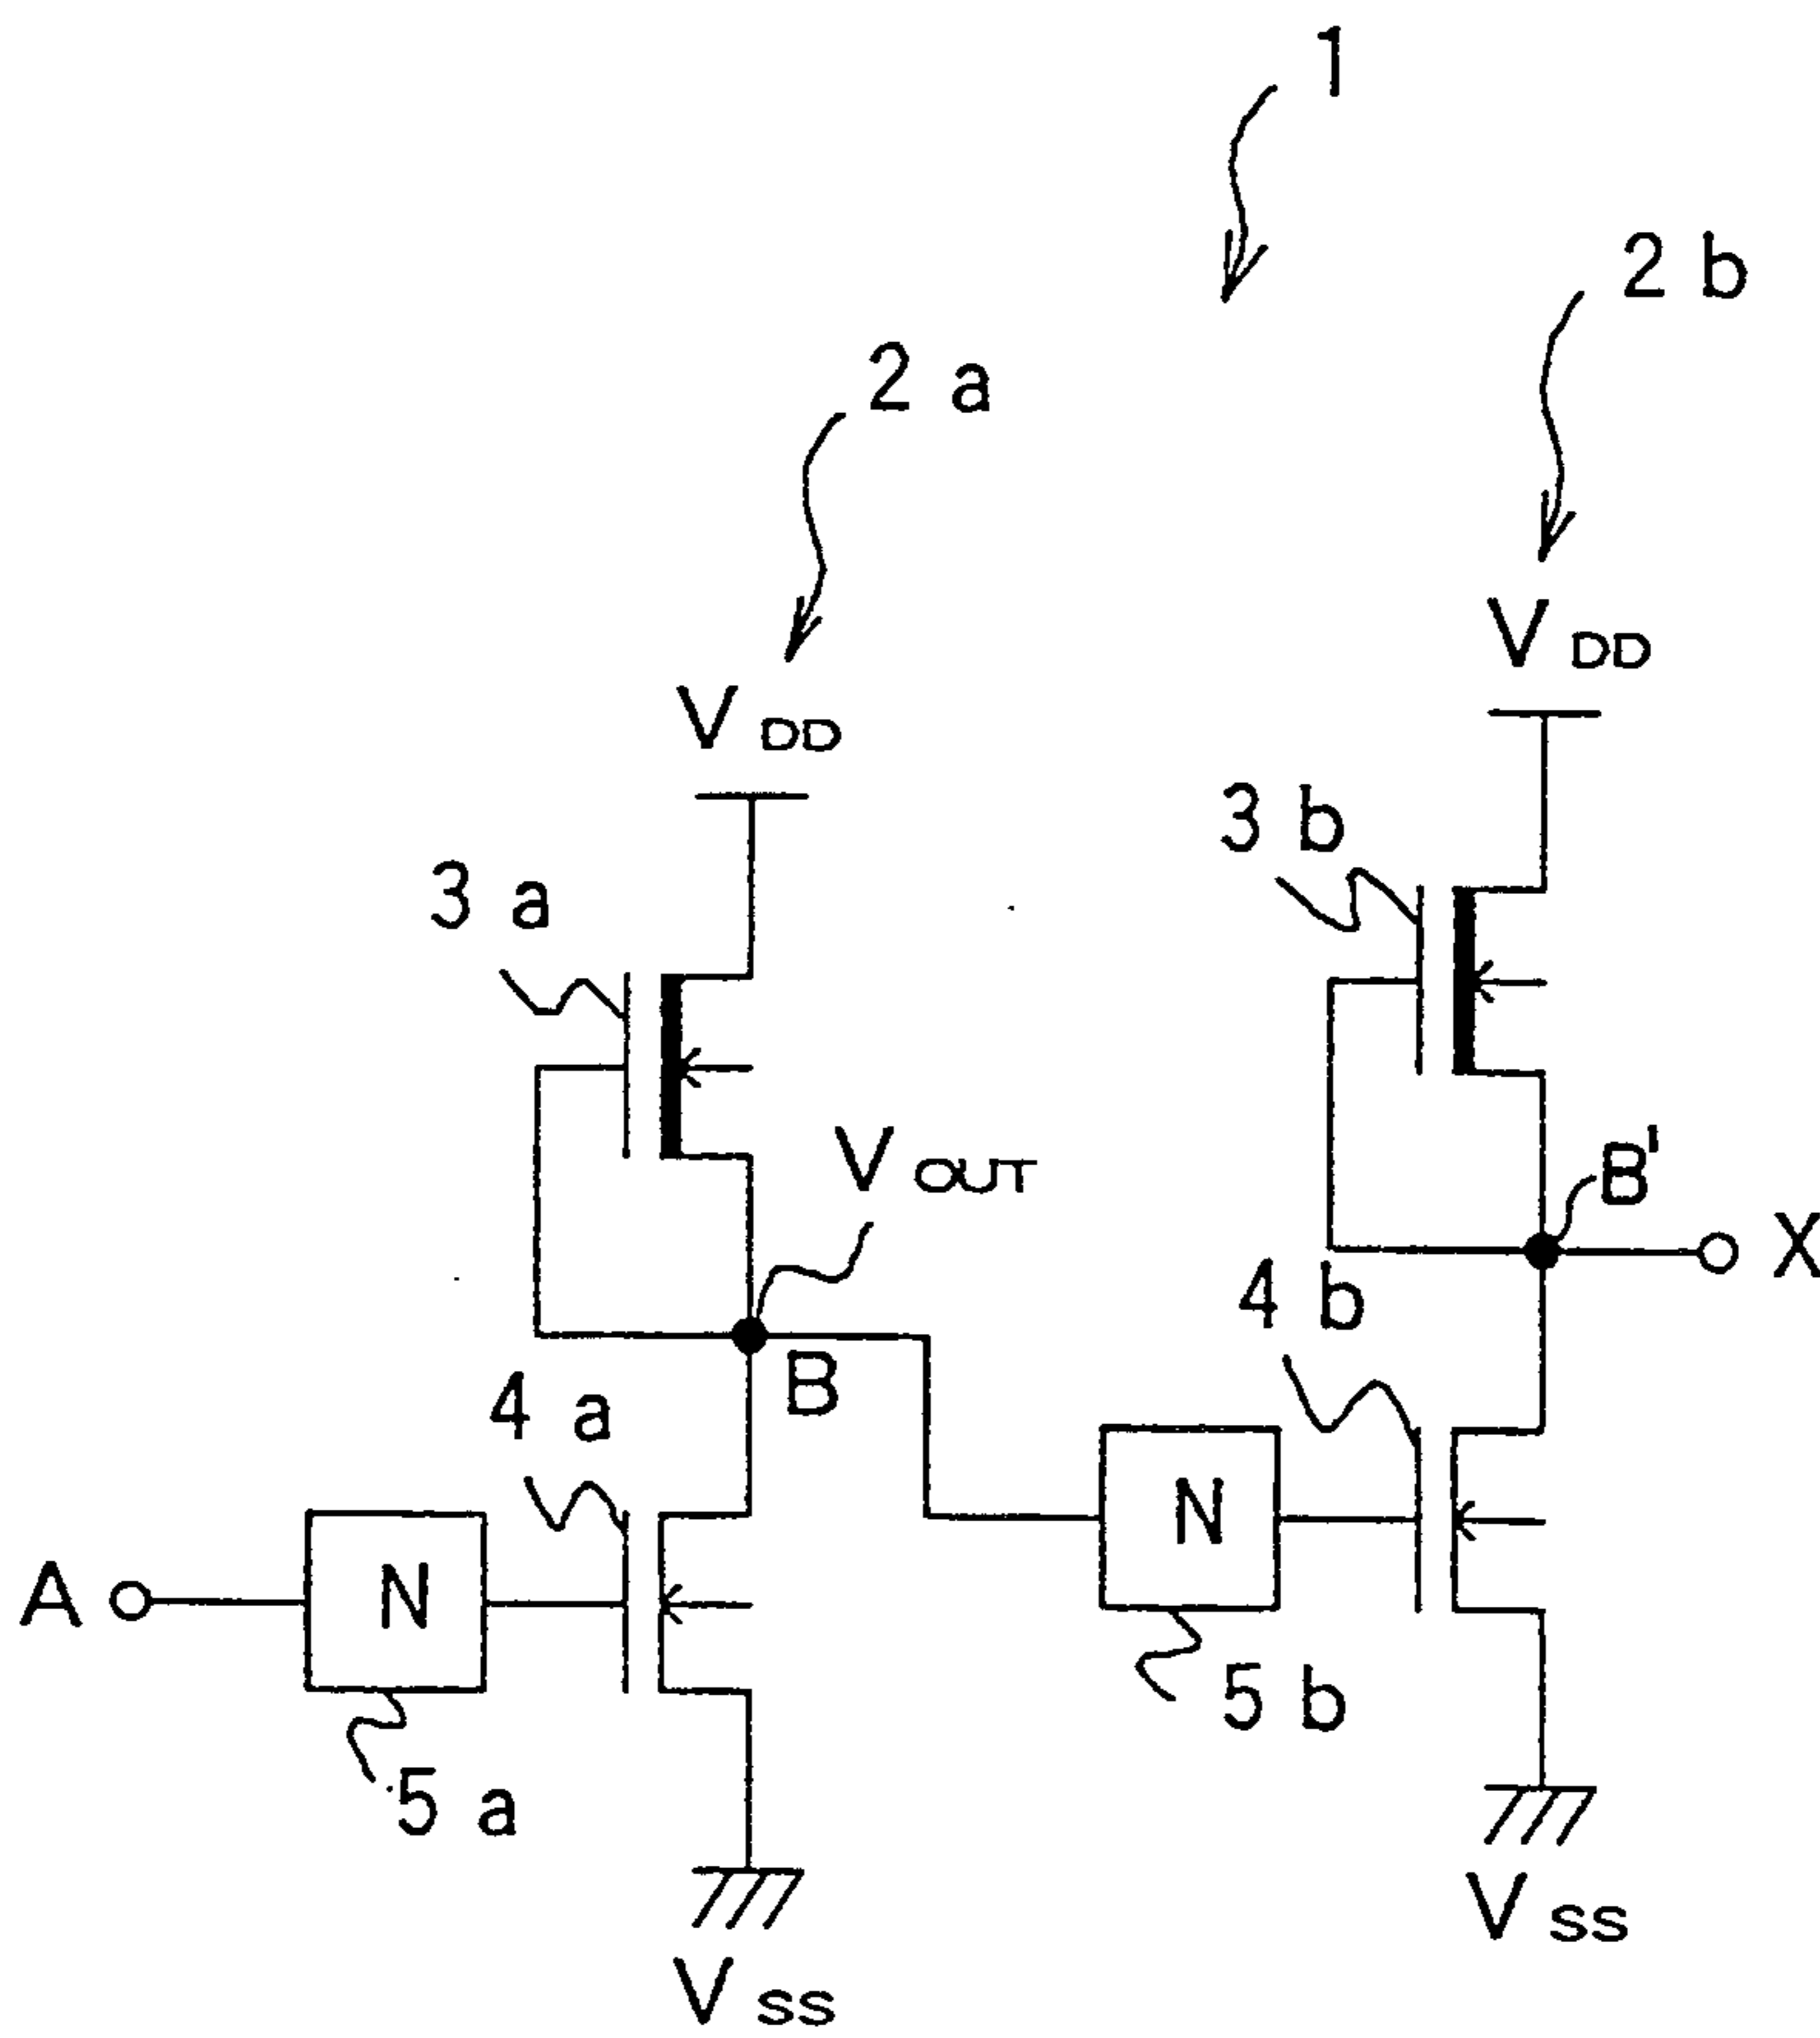 1
2 b
2 a
V DD
V DD
3 b
3 a
V OUT
B'
X
4 b
B
4 a
N
N
A
5 b
5 a
V SS
V SS